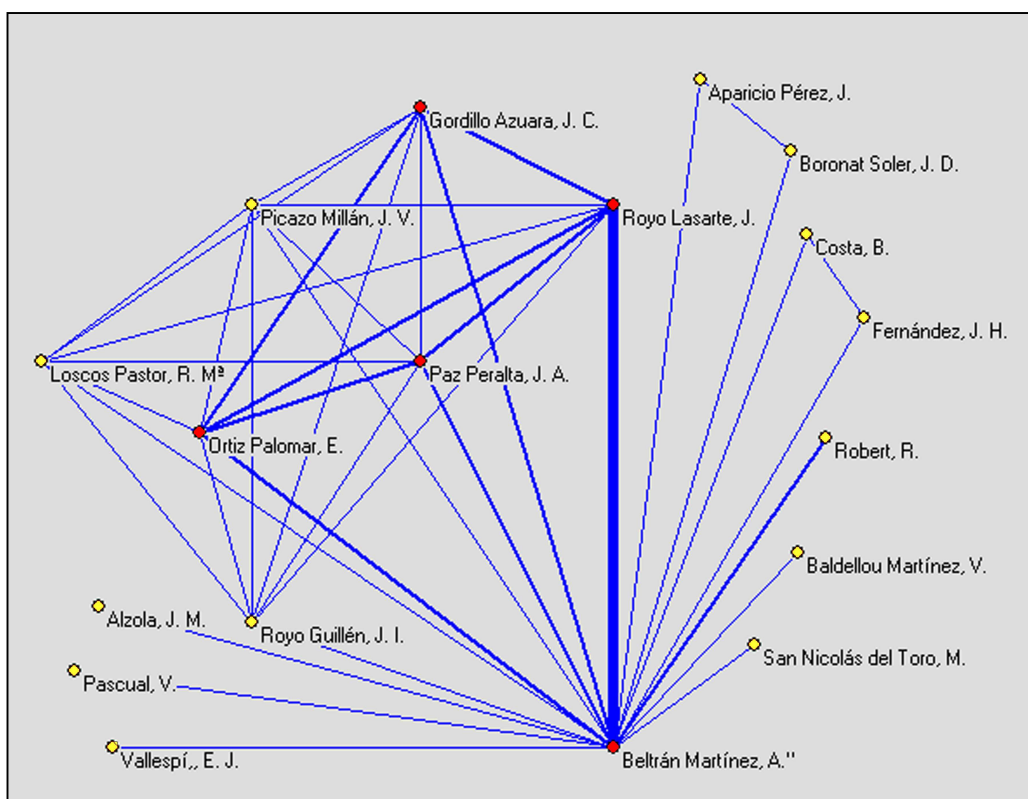 Aparicio Pérez, J.
Gordillo Azuara, J. C.
Boronat Soler, J. D.
Picazo Millán, J. V.
Royo Lasarte, J.
Costa, B.
Fernández, J. H.
Loscos Pastor, R. Mª
Paz Peralta, J. A.
Ortiz Palomar, E.
Robert, R.
Baldellou Martínez, V.
Alzola, J. M.
Royo Guillén, J. I.
San Nicolás del Toro, M.
Pascual, V.
Vallespí,, E. J.
Beltrán Martínez, A."